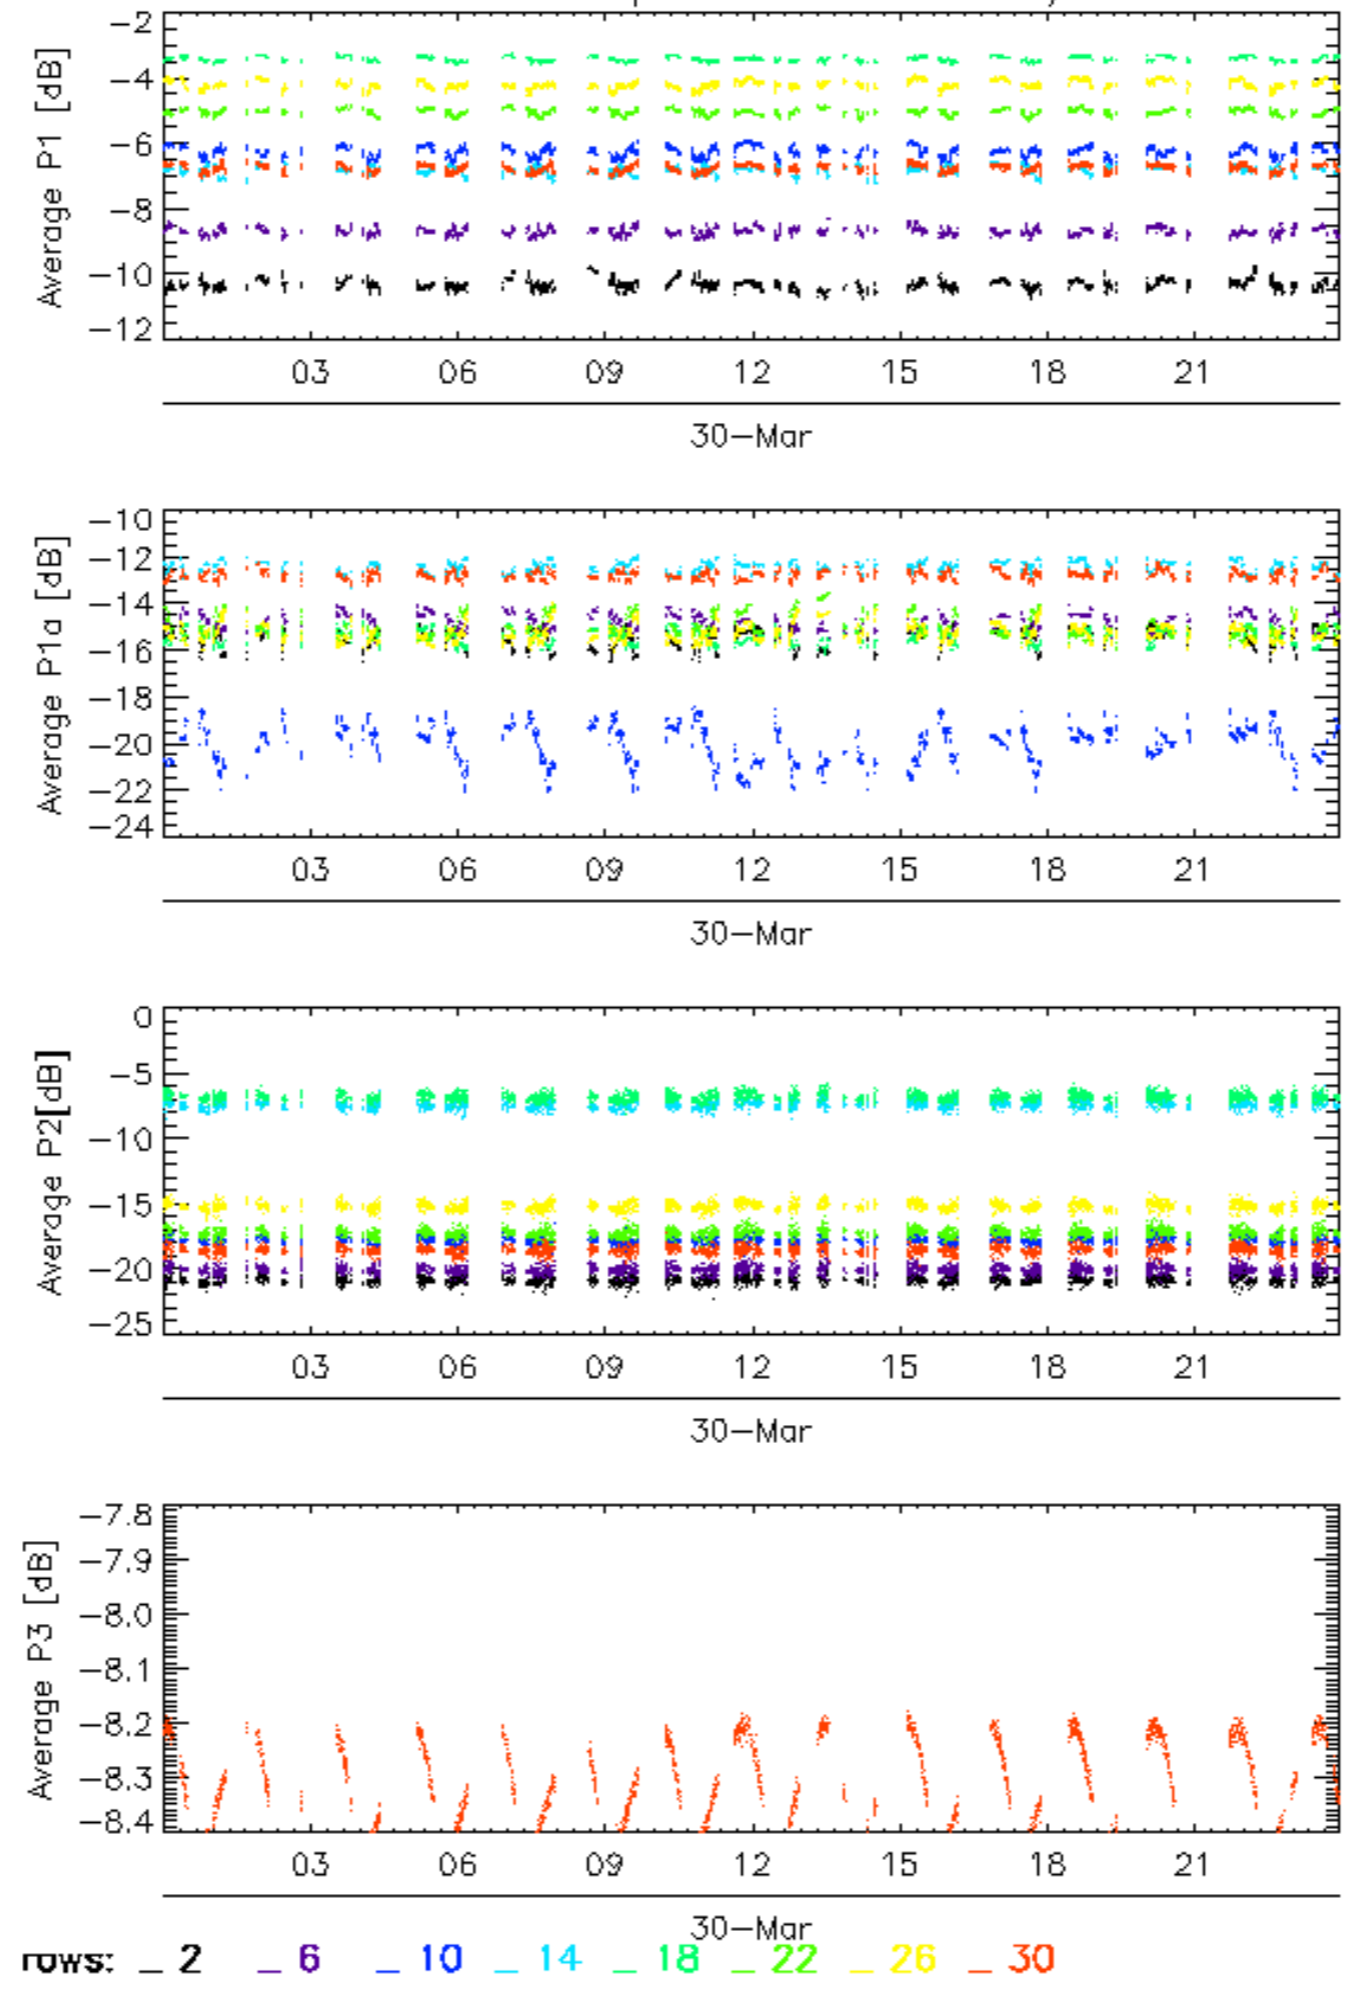 Average P1 [dB]
−2
−4
−6
−8
−10
−12
03 06 09 12 15 18 21
30−Mar
Average P1a [dB]
−10
−12
−14
−16
−18
−20
−22
−24
03 06 09 12 15 18 21
30−Mar
Average P2[dB]
0
−5
−10
−15
−20
−25
03 06 09 12 15 18 21
30−Mar
Average P3 [dB]
−7.8
−7.9
−8.0
−8.1
−8.2
−8.3
−8.4
03 06 09 12 15 18 21
30−Mar
rows: _ 2 _ 6 _ 10 _ 14 _ 18 _ 22 _ 26 _ 30